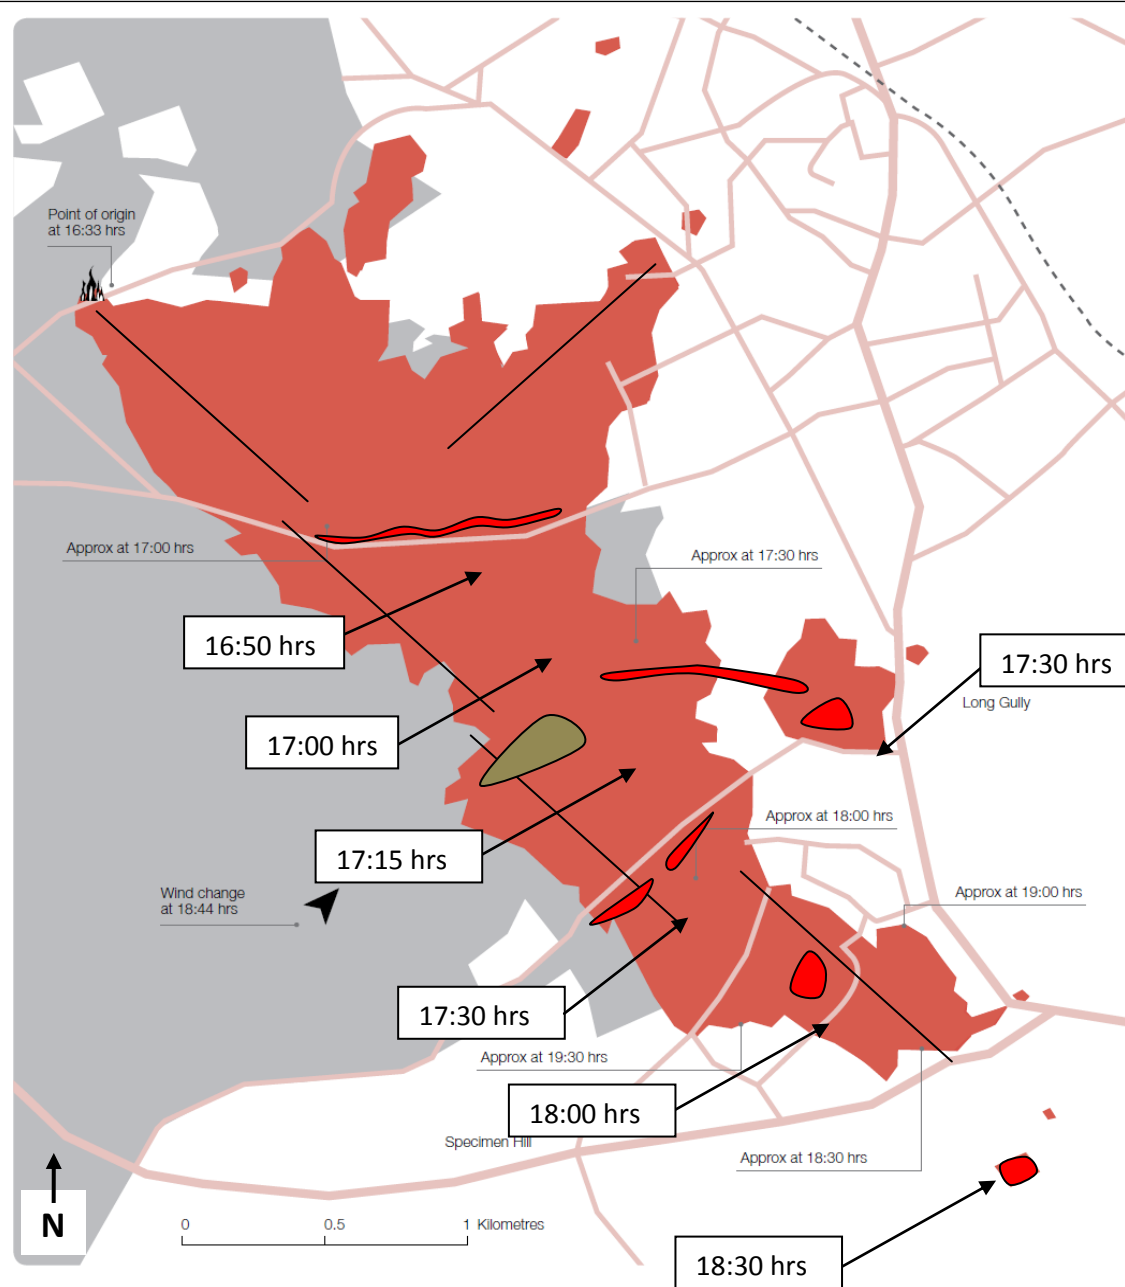 Point of origin
at 16:33 hrs
Approx at 17:00 hrs
Approx at 17:30 hrs
16:50 hrs
17:30 hrs
Long Gully
17:00 hrs
Approx at 18:00 hrs
17:15 hrs
Wind change
at 18:44 hrs
Approx at 19:00 hrs
17:30 hrs
Approx at 19:30 hrs
18:00 hrs
Specimen Hill
Approx at 18:30 hrs
N
0 0.5 1 Kilometres
18:30 hrs